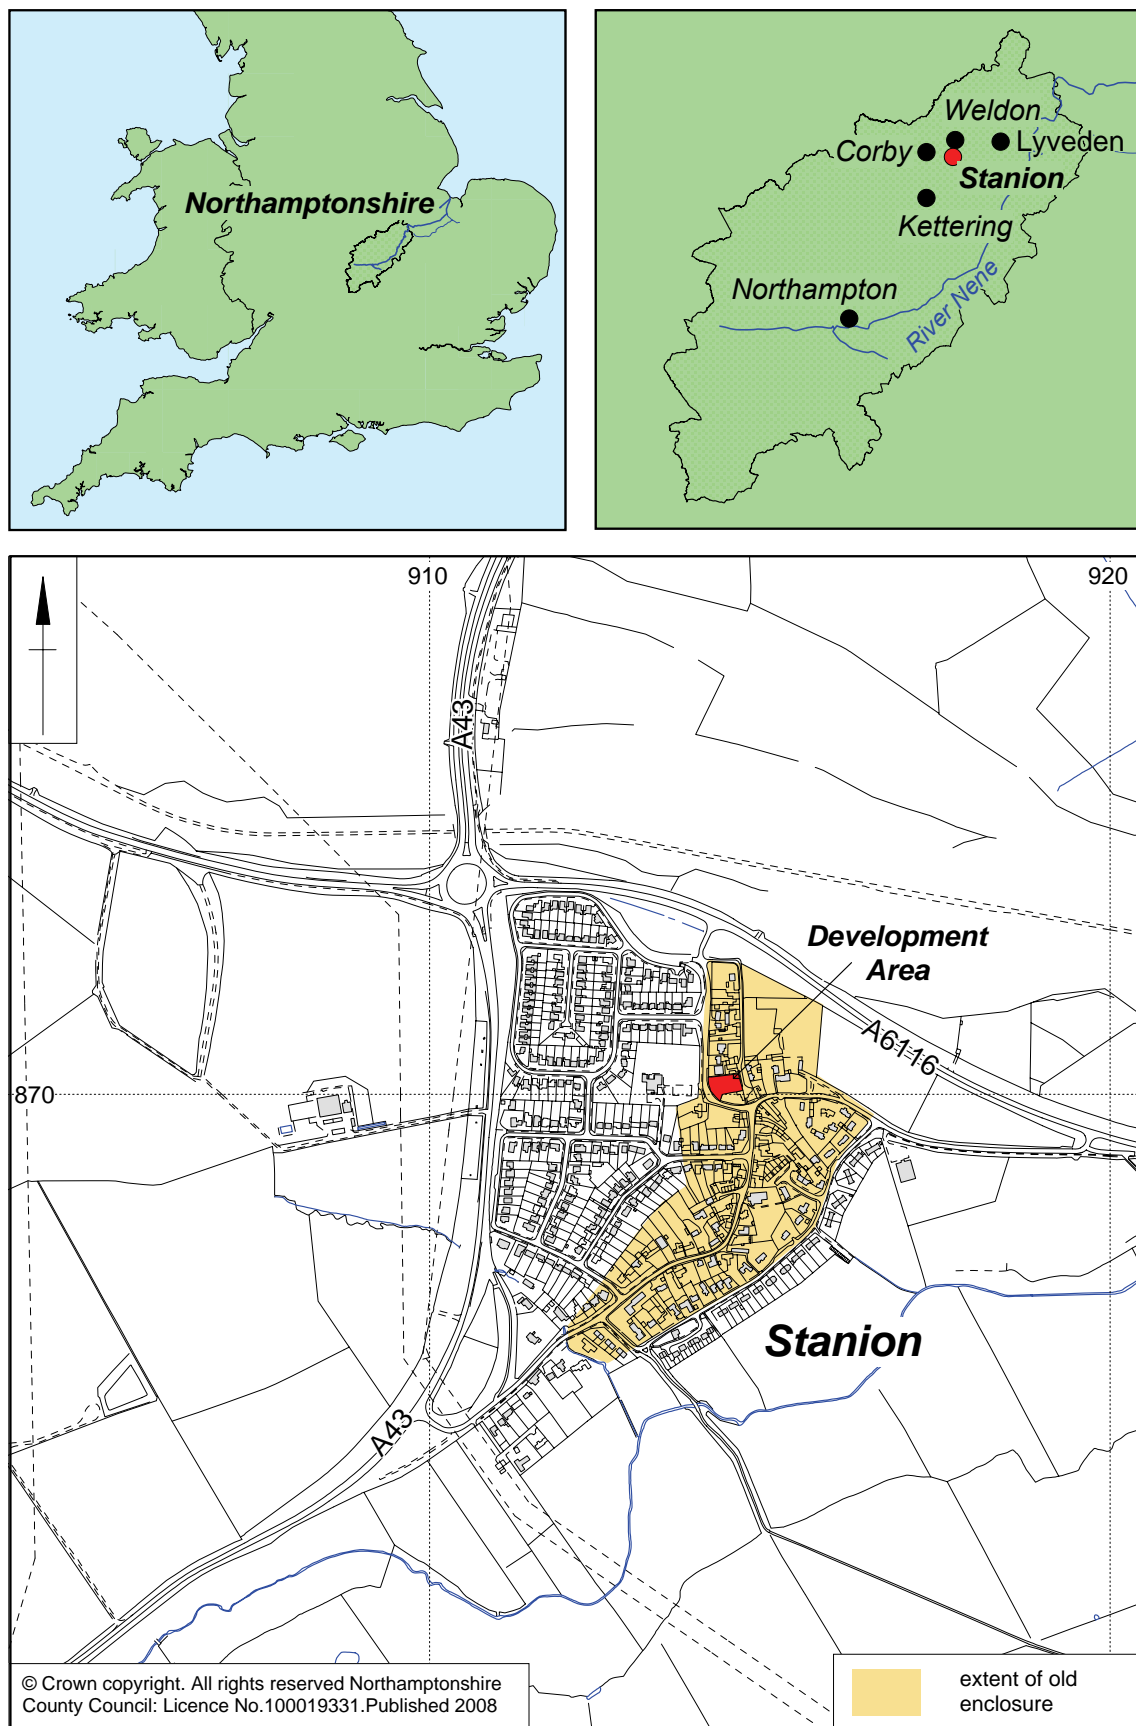 Northamptonshire
Weldon
Corby
Lyveden
Stanion
Kettering
Northampton
River Nene
910
920
A43
Development
Area
A6116
870
Stanion
A43
© Crown copyright. All rights reserved Northamptonshire
County Council: Licence No.100019331.Published 2008
extent of old
enclosure